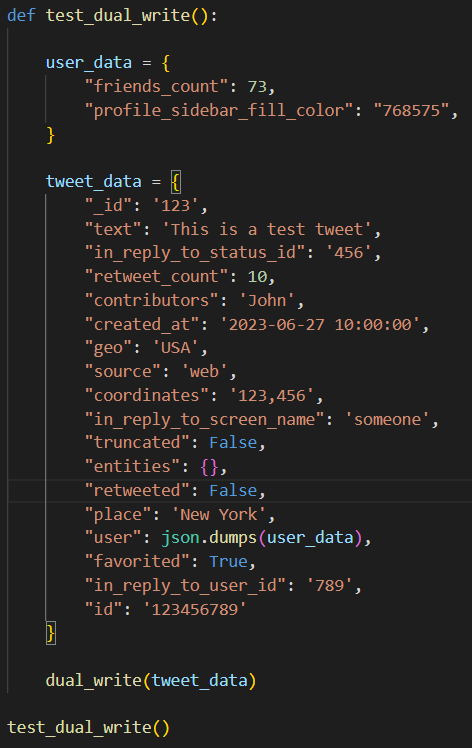 def test_dual_write():
user_data = {
"friends_count": 73,
"profile_sidebar_fill_color": "768575",
}
tweet_data = {
"_id": '123',
"text": 'This is a test tweet',
"in_reply_to_status_id": '456',
"retweet_count": 10,
"contributors": 'John',
"created_at": '2023-06-27 10:00:00',
"geo": 'USA',
"source": 'web',
"coordinates": '123,456',
"in_reply_to_screen_name": 'someone',
"truncated": False,
"entities": {},
"retweeted": False,
"place": 'New York',
"user": json.dumps(user_data),
"favorited": True,
"in_reply_to_user_id": '789',
"id": '123456789'
}
dual_write(tweet_data)
test_dual_write()